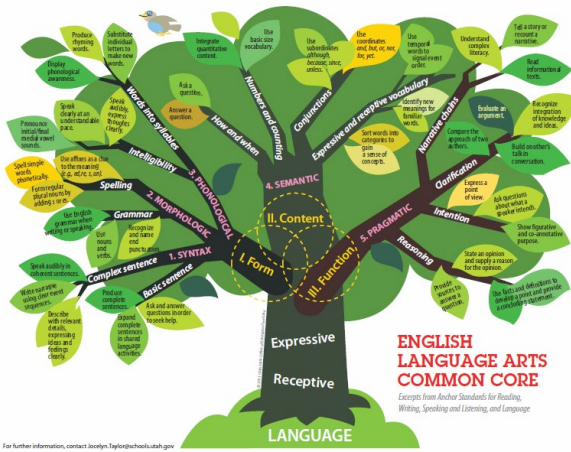 Produce
rhyming
words.
Substitute
individual
letters to
make new
words.
Display
phonological
awareness.
Integrate
quantitative
content.
Use
basic size
vocabulary.
Use
subordinates
although,
because, since,
unless.
Use
coordinates
and, but, or, nor,
for, yet.
Use
temporal
words to
signal event
order.
Understand
complex
literacy.
Tell a story or
recount a
narrative.
Read
informational
texts.
Pronounce
initial/final
medial vowel
sounds.
Speak
clearly at an
understandable
pace.
Speak
audibly,
express
thoughts
clearly.
Ask a
question.
Answer a
question.
Identify new
meanings for
familiar
words.
Sort words into
categories to
gain
a sense of
concepts.
Evaluate an
argument.
Recognize
integration
of knowledge
and ideas.
Compare the
approach of two
authors.
Build on other's
talk in
conversation.
Spell simple
words
phonetically.
Use affixes as a clue
to the meaning
(e.g., ed, re, s, un).
Form regular
plural nouns by
adding s or es.
Express a
point of view.
Ask questions
about what a
speaker intends.
Show figurative
and connotative
purpose.
Use English
grammar when
writing or speaking.
Use
nouns
and
verbs.
Recognize
and name
end
punctuation.
State an opinion
and supply a reason
for the opinion.
Provide
sources to
answer a
question.
Use facts and definitions to
develop a point and provide
a concluding statement.
Speak audibly in
coherent sentences.
Write narrative
using clear event
sequences.
Describe
with relevant
details,
expressing
ideas and
feelings
clearly.
Produce
complete
sentences.
Expand
complete
sentences
in shared
language
activities.
Ask and answer
questions in order
to seek help.
Words into syllables
Intelligibility
Spelling
Grammar
Complex sentence
Basic sentence
How and when
Numbers and counting
Conjunctions
Expressive and receptive vocabulary
Narrative chains
Clarification
Intention
Reasoning
1. SYNTAX
2. MORPHOLOGIC
3. PHONOLOGICAL
4. SEMANTIC
5. PRAGMATIC
I. Form
II. Content
III. Function
Expressive
Receptive
LANGUAGE
ENGLISH
LANGUAGE ARTS
COMMON CORE
Excerpts from Anchor Standards for Reading,
Writing, Speaking and Listening, and Language
For further information, contact Jocelyn.Taylor@schools.utah.gov